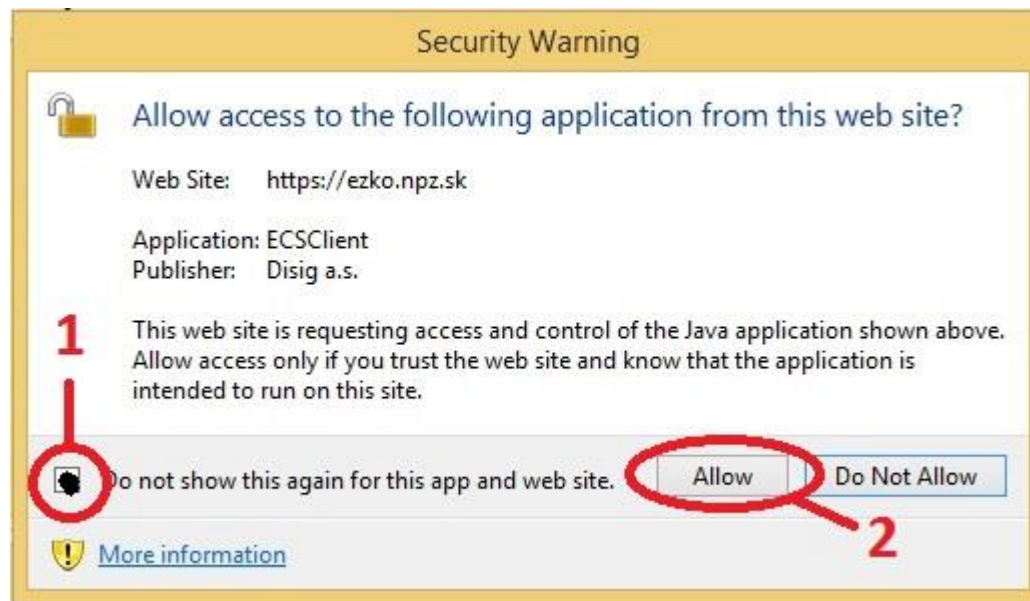 Security Warning
Allow access to the following application from this web site?
Web Site: https://ezko.npz.sk
Application: ECSClient
Publisher: Disig a.s.
This web site is requesting access and control of the Java application shown above.
Allow access only if you trust the web site and know that the application is
intended to run on this site.
1
Do not show this again for this app and web site. Allow Do Not Allow
2
More information